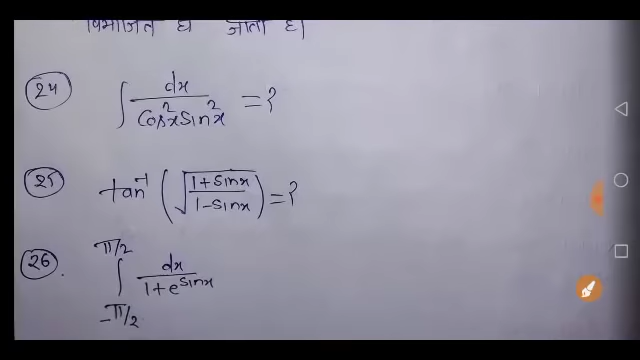 विभाजित हो जाता है।
24 ∫ dx / cos²x sin²x = ?
25 tan⁻¹ (√(1+sinx / 1-sinx)) = ?
26. ∫_{-π/2}^{π/2} dx / 1+e^{sinx}